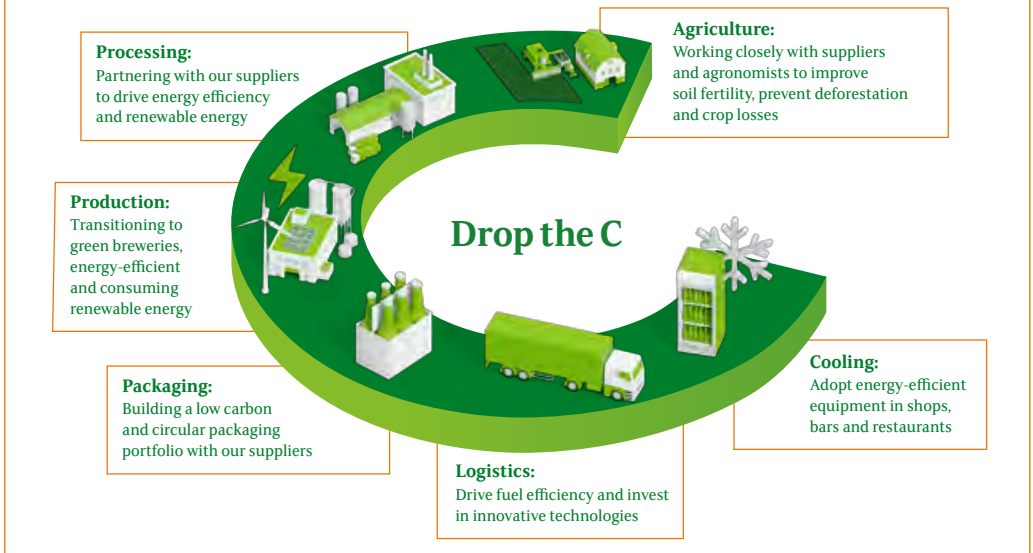 Agriculture:
Working closely with suppliers
and agronomists to improve
soil fertility, prevent deforestation
and crop losses
Processing:
Partnering with our suppliers
to drive energy efficiency
and renewable energy
Production:
Transitioning to
green breweries,
energy-efficient
and consuming
renewable energy
Drop the C
Packaging:
Building a low carbon
and circular packaging
portfolio with our suppliers
Logistics:
Drive fuel efficiency and invest
in innovative technologies
Cooling:
Adopt energy-efficient
equipment in shops,
bars and restaurants